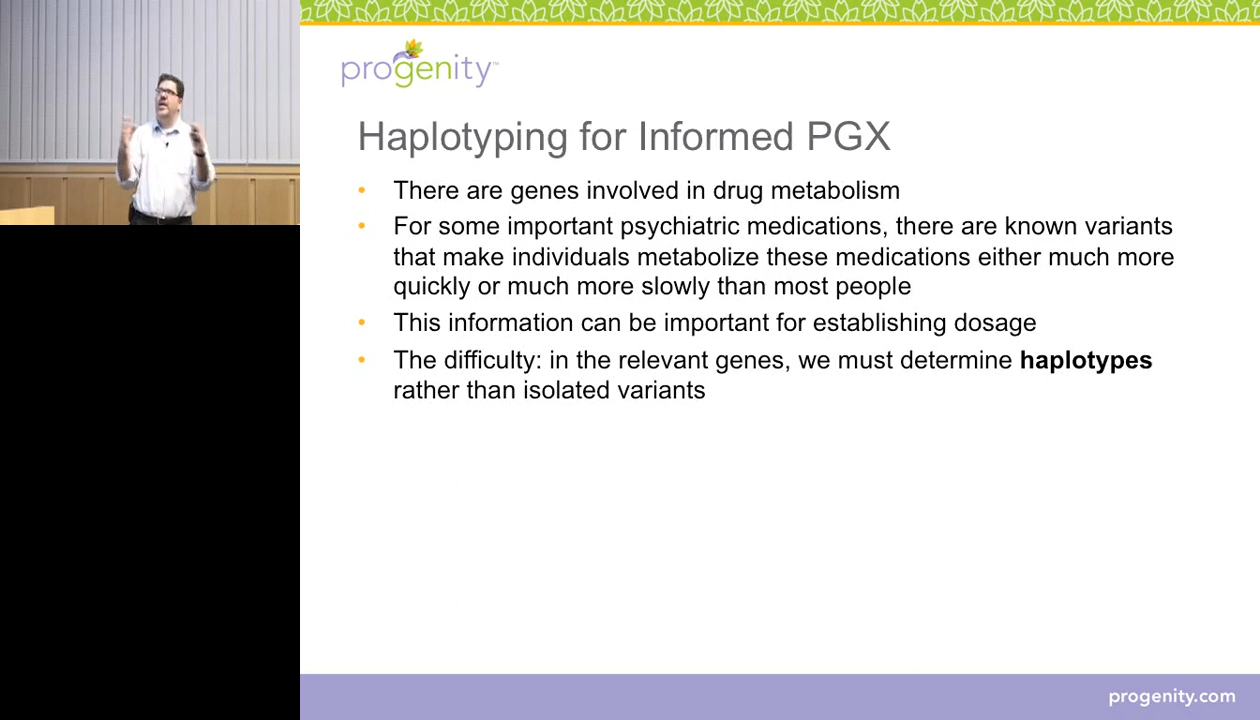 progenity™
Haplotyping for Informed PGX
• There are genes involved in drug metabolism
• For some important psychiatric medications, there are known variants
that make individuals metabolize these medications either much more
quickly or much more slowly than most people
• This information can be important for establishing dosage
• The difficulty: in the relevant genes, we must determine haplotypes
rather than isolated variants
progenity.com